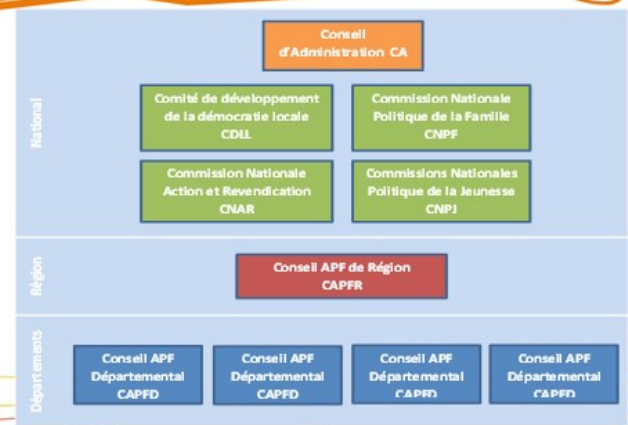 National
Conseil
d'Administration CA
Comité de développement
de la démocratie locale
CDLL
Commission Nationale
Politique de la Famille
CNPF
Commission Nationale
Action et Revendication
CNAR
Commissions Nationales
Politique de la Jeunesse
CNPJ
Région
Conseil APF de Région
CAPFR
Départements
Conseil APF
Départemental
CAPFD
Conseil APF
Départemental
CAPFD
Conseil APF
Départemental
CAPFD
Conseil APF
Départemental
CAPFD